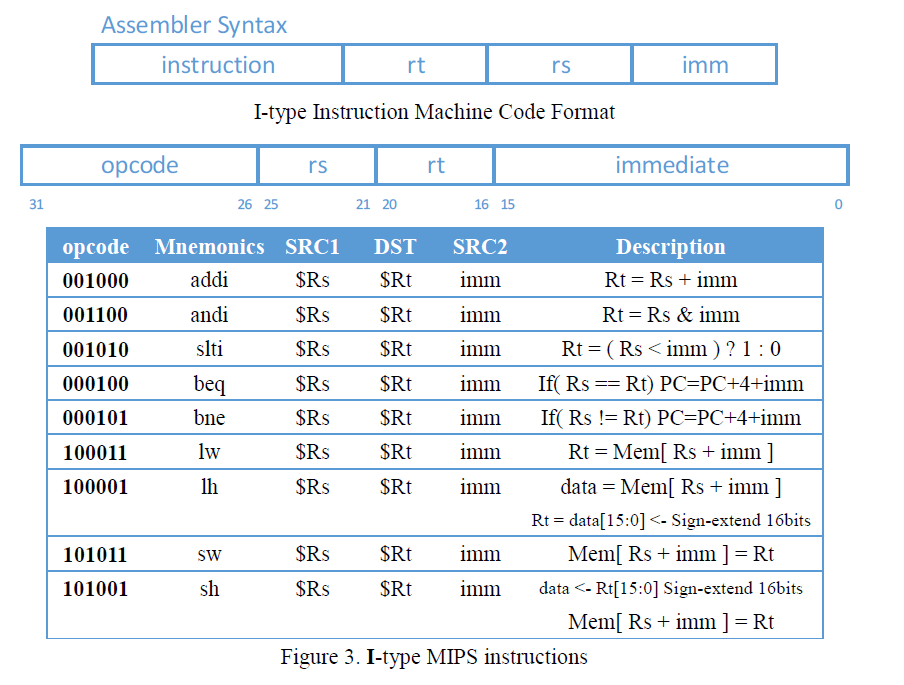 Assembler Syntax
instruction rt rs imm
I-type Instruction Machine Code Format
opcode rs rt immediate
31 26 25 21 20 16 15 0
opcode Mnemonics SRC1 DST SRC2 Description
001000 addi $Rs $Rt imm Rt = Rs + imm
001100 andi $Rs $Rt imm Rt = Rs & imm
001010 slti $Rs $Rt imm Rt = ( Rs < imm ) ? 1 : 0
000100 beq $Rs $Rt imm If( Rs == Rt) PC=PC+4+imm
000101 bne $Rs $Rt imm If( Rs != Rt) PC=PC+4+imm
100011 lw $Rs $Rt imm Rt = Mem[ Rs + imm ]
100001 lh $Rs $Rt imm data = Mem[ Rs + imm ]
Rt = data[15:0] <- Sign-extend 16bits
101011 sw $Rs $Rt imm Mem[ Rs + imm ] = Rt
101001 sh $Rs $Rt imm data <- Rt[15:0] Sign-extend 16bits
Mem[ Rs + imm ] = Rt
Figure 3. I-type MIPS instructions